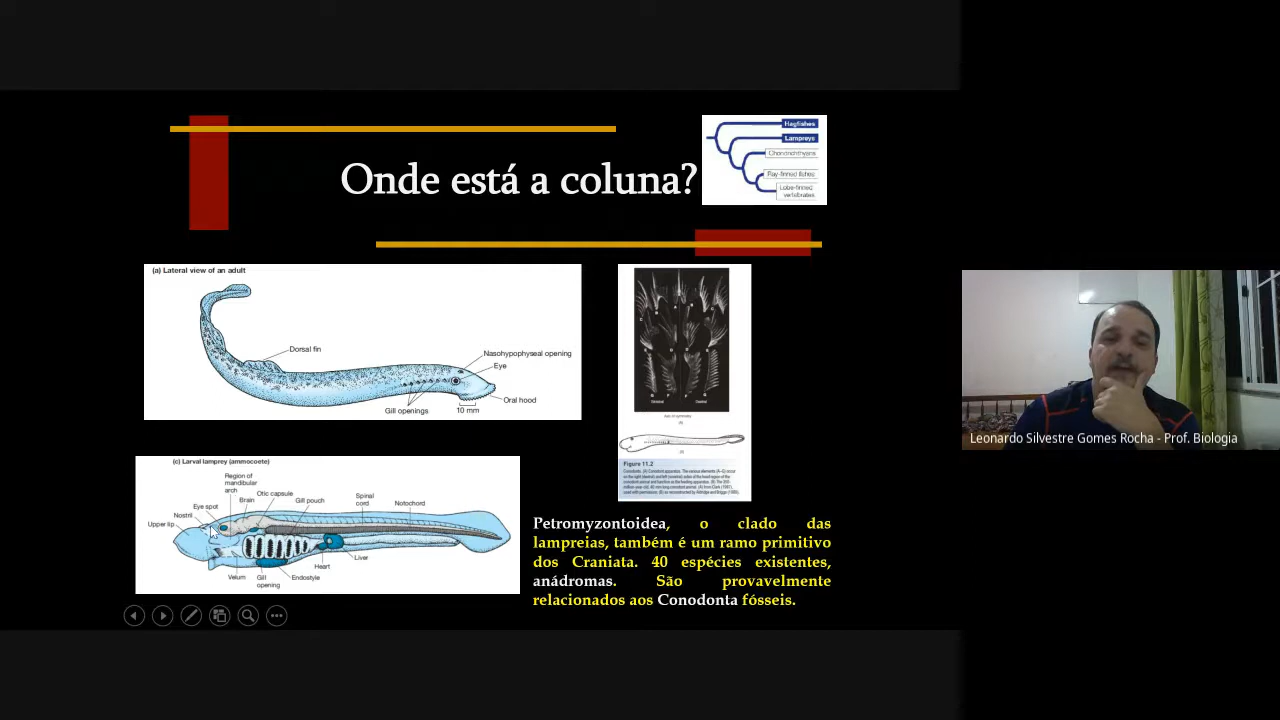 Onde está a coluna?
Hagfishes
Lampreys
Chondrichthyans
Ray-finned fishes
Lobe-finned
vertebrates
(a) Lateral view of an adult
Dorsal fin
Nasohypophyseal opening
Eye
Oral hood
Gill openings
10 mm
(c) Larval lamprey (ammocoete)
Region of
mandibular
arch
Otic capsule
Brain
Gill pouch
Spinal
cord
Notochord
Eye spot
Nostril
Upper lip
Velum
Gill
opening
Endostyle
Heart
Liver
Figure 11.2
Petromyzontoidea, o clado das
lampreias, também é um ramo primitivo
dos Craniata. 40 espécies existentes,
anádromas. São provavelmente
relacionados aos Conodonta fósseis.
Leonardo Silveire Gomes Rocha - Prof. Biologia